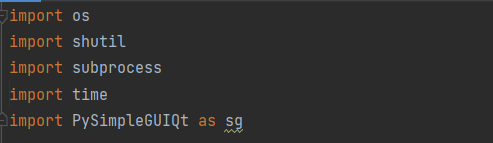 import os
import shutil
import subprocess
import time
import PySimpleGUIQt as sg